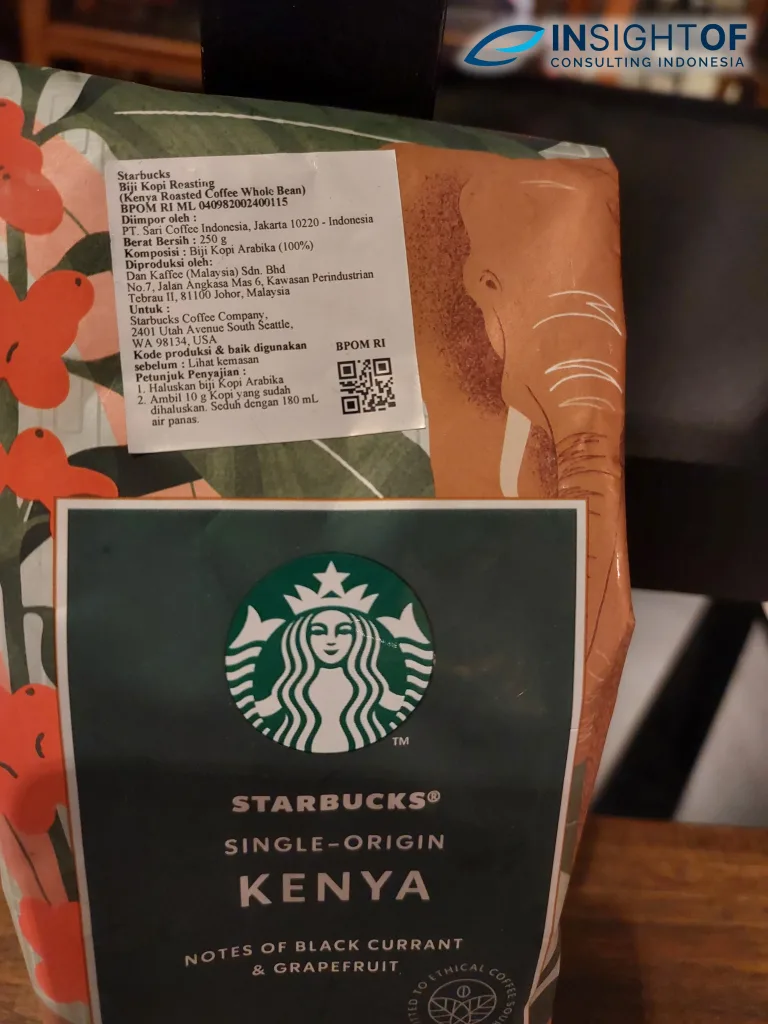 INSIGHTOF
CONSULTING INDONESIA
Starbucks
Biji Kopi Roasting
(Kenya Roasted Coffee Whole Bean)
BPOM RI ML 040982002400115
Diimpor oleh :
PT. Sari Coffee Indonesia, Jakarta 10220 - Indonesia
Berat Bersih : 250 g
Komposisi : Biji Kopi Arabika (100%)
Diproduksi oleh:
Dan Kaffee (Malaysia) Sdn. Bhd
No.7, Jalan Angkasa Mas 6, Kawasan Perindustrian
Tebrau II, 81100 Johor, Malaysia
Untuk :
Starbucks Coffee Company,
2401 Utah Avenue South Seattle,
WA 98134, USA
Kode produksi & baik digunakan
sebelum : Lihat kemasan
Petunjuk Penyajian :
1. Haluskan biji Kopi Arabika
2. Ambil 10 g Kopi yang sudah
dihaluskan. Seduh dengan 180 mL
air panas.
BPOM RI
TM
STARBUCKS®
SINGLE-ORIGIN
KENYA
NOTES OF BLACK CURRANT
& GRAPEFRUIT
TO ETHICAL COFFEE